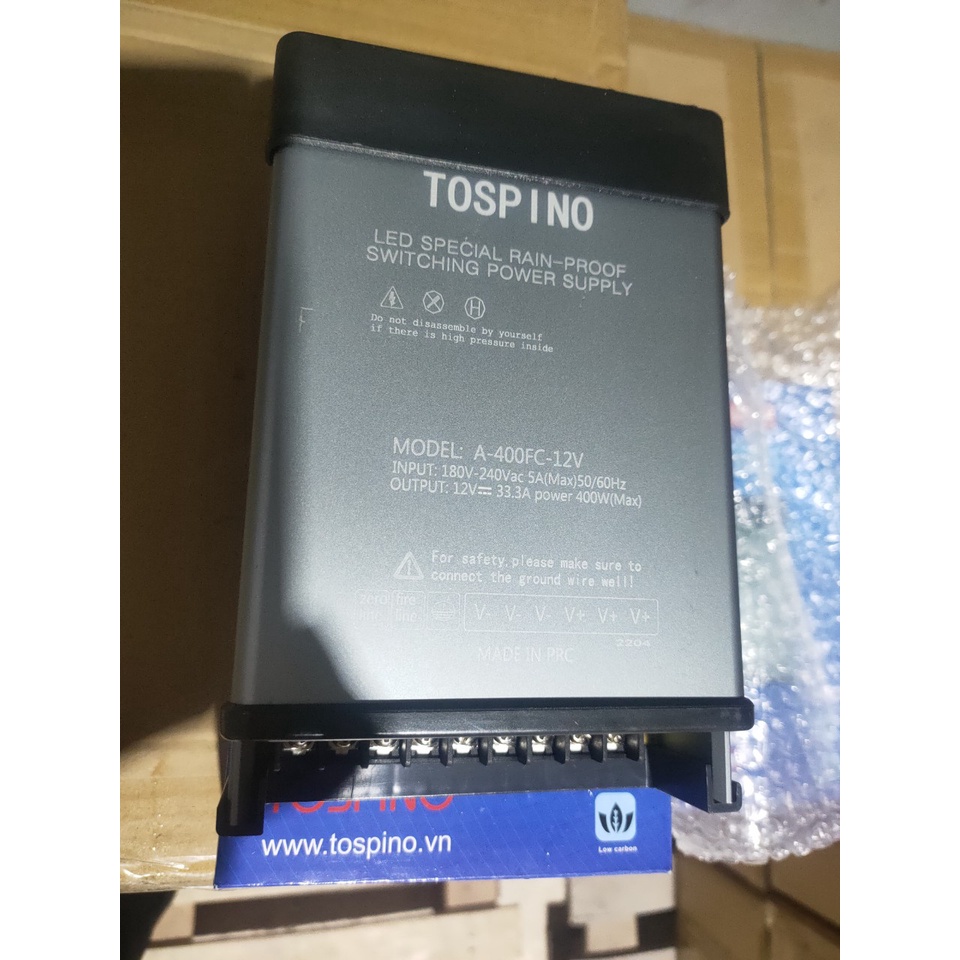 TOSPINO
LED SPECIAL RAIN-PROOF
SWITCHING POWER SUPPLY
Do not disassemble by yourself
if there is high pressure inside
MODEL: A-400FC-12V
INPUT: 180V-240Vac 5A(Max)50/60Hz
OUTPUT: 12V⎓ 33.3A power 400W(Max)
For safety,please make sure to
connect the ground wire well!
zero fire
line
V- V- V- V+ V+ V+
2204
MADE IN PRC
TOSPINO
www.tospino.vn
Low carbon